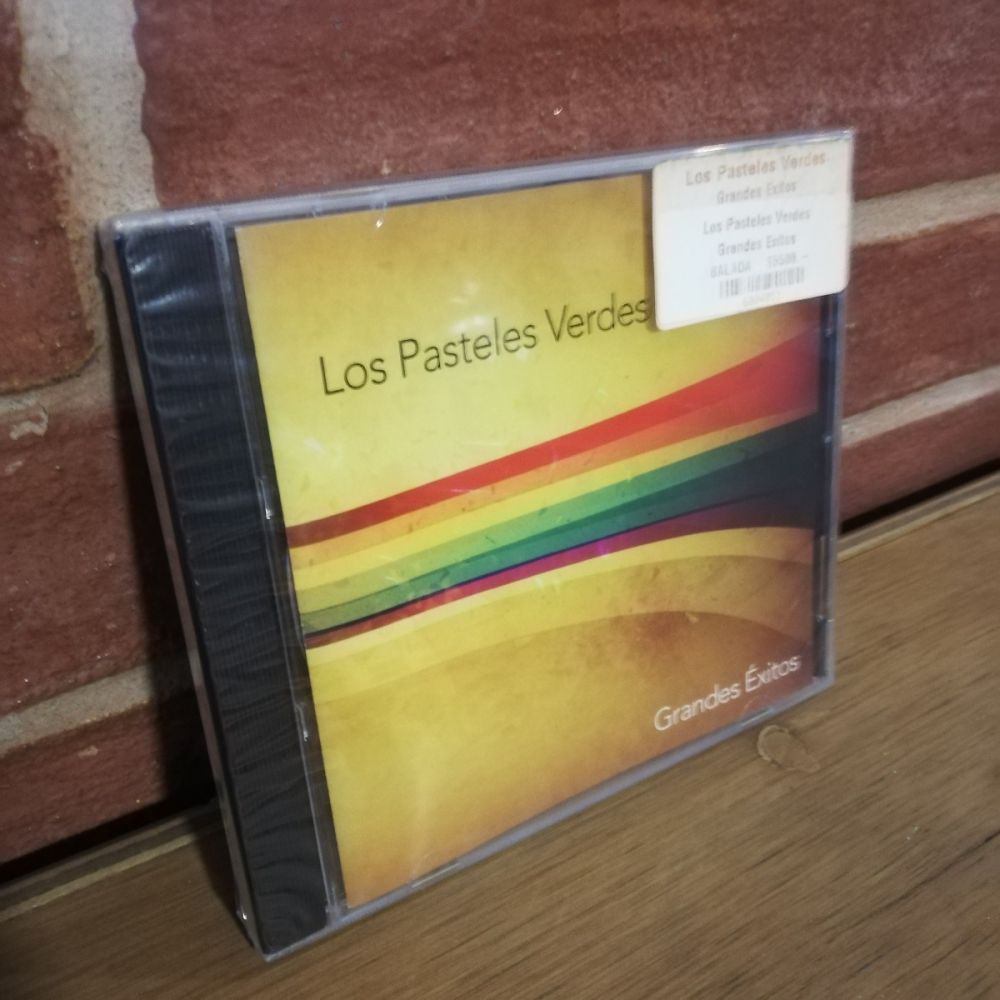 Los Pasteles Verdes
Grandes Exitos
Los Pasteles Verdes
Grandes Exitos
BALADA
Los Pasteles Verdes
Grandes Éxitos